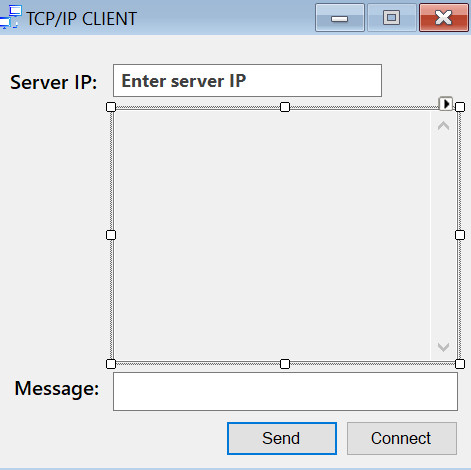 TCP/IP CLIENT
Server IP: Enter server IP
Message:
Send Connect